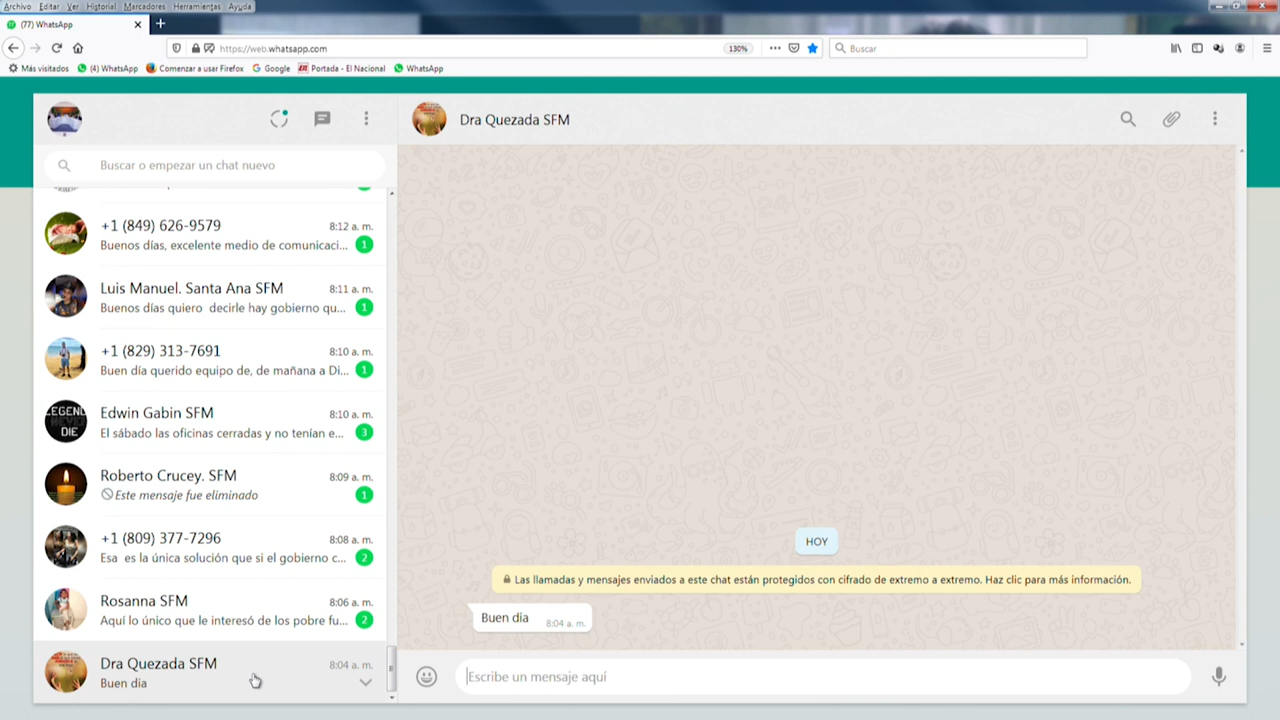 Archivo Editar Ver Historial Marcadores Herramientas Ayuda
(77) WhatsApp
https://web.whatsapp.com
130%
Buscar
Más visitados
(4) WhatsApp
Comenzar a usar Firefox
Google
Portada - El Nacional
WhatsApp
Buscar o empezar un chat nuevo
+1 (849) 626-9579
8:12 a. m.
Buenos días, excelente medio de comunicaci...
1
Luis Manuel. Santa Ana SFM
8:11 a. m.
Buenos días quiero decirle hay gobierno qu...
1
+1 (829) 313-7691
8:10 a. m.
Buen día querido equipo de, de mañana a Di...
1
LEGEND
NEVER
DIE
Edwin Gabin SFM
8:10 a. m.
El sábado las oficinas cerradas y no tenían e...
3
Roberto Crucey. SFM
8:09 a. m.
Este mensaje fue eliminado
1
+1 (809) 377-7296
8:08 a. m.
Esa es la única solución que si el gobierno c...
2
Rosanna SFM
8:06 a. m.
Aquí lo único que le interesó de los pobre fu...
2
Dra Quezada SFM
8:04 a. m.
Buen dia
Dra Quezada SFM
HOY
Las llamadas y mensajes enviados a este chat están protegidos con cifrado de extremo a extremo. Haz clic para más información.
Buen dia
8:04 a. m.
Escribe un mensaje aquí